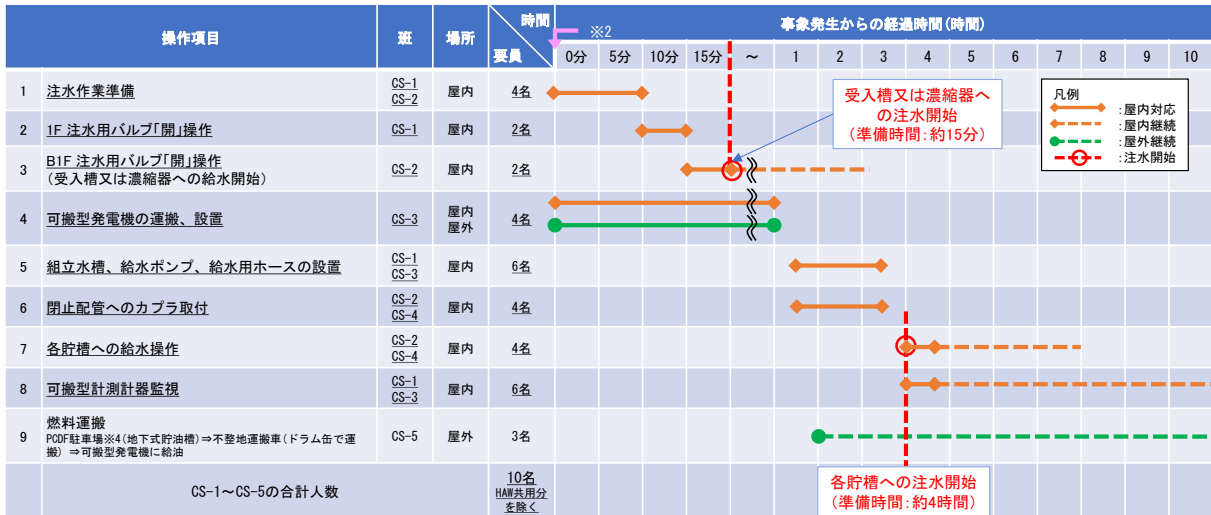 操作項目
班
場所
時間
要員
※2
事象発生からの経過時間(時間)
0分 5分 10分 15分 ～ 1 2 3 4 5 6 7 8 9 10
1 注水作業準備 CS-1 CS-2 屋内 4名
2 1F 注水用バルブ「開」操作 CS-1 屋内 2名
3 B1F 注水用バルブ「開」操作
(受入槽又は濃縮器への給水開始) CS-2 屋内 2名
4 可搬型発電機の運搬、設置 CS-3 屋内 屋外 4名
5 組立水槽、給水ポンプ、給水用ホースの設置 CS-1 CS-3 屋内 6名
6 閉止配管へのカプラ取付 CS-2 CS-4 屋内 4名
7 各貯槽への給水操作 CS-2 CS-4 屋内 4名
8 可搬型計測計器監視 CS-1 CS-3 屋内 6名
9 燃料運搬
PCDF駐車場※4(地下式貯油槽)⇒不整地運搬車(ドラム缶で運
搬) ⇒可搬型発電機に給油 CS-5 屋外 3名
CS-1～CS-5の合計人数
10名
HAW共用分
を除く
受入槽又は濃縮器へ
の注水開始
(準備時間:約15分)
凡例
:屋内対応
:屋内継続
:屋外継続
:注水開始
各貯槽への注水開始
(準備時間:約4時間)